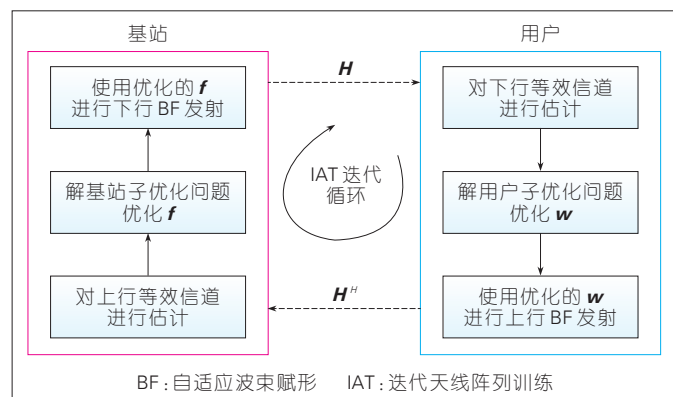 基站
用户
使用优化的 f
进行下行 BF 发射
解基站子优化问题
优化 f
对上行等效信道
进行估计
H
IAT 迭代
循环
H^H
对下行等效信道
进行估计
解用户子优化问题
优化 w
使用优化的 w
进行上行 BF 发射
BF:自适应波束赋形 IAT:迭代天线阵列训练